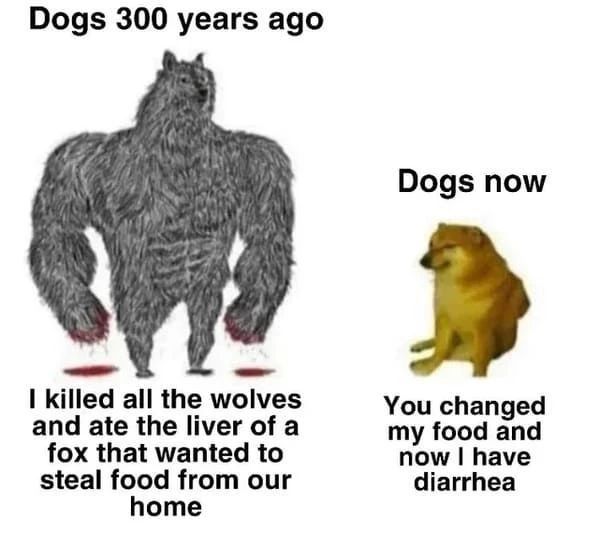 Dogs 300 years ago
I killed all the wolves
and ate the liver of a
fox that wanted to
steal food from our
home
Dogs now
You changed
my food and
now I have
diarrhea